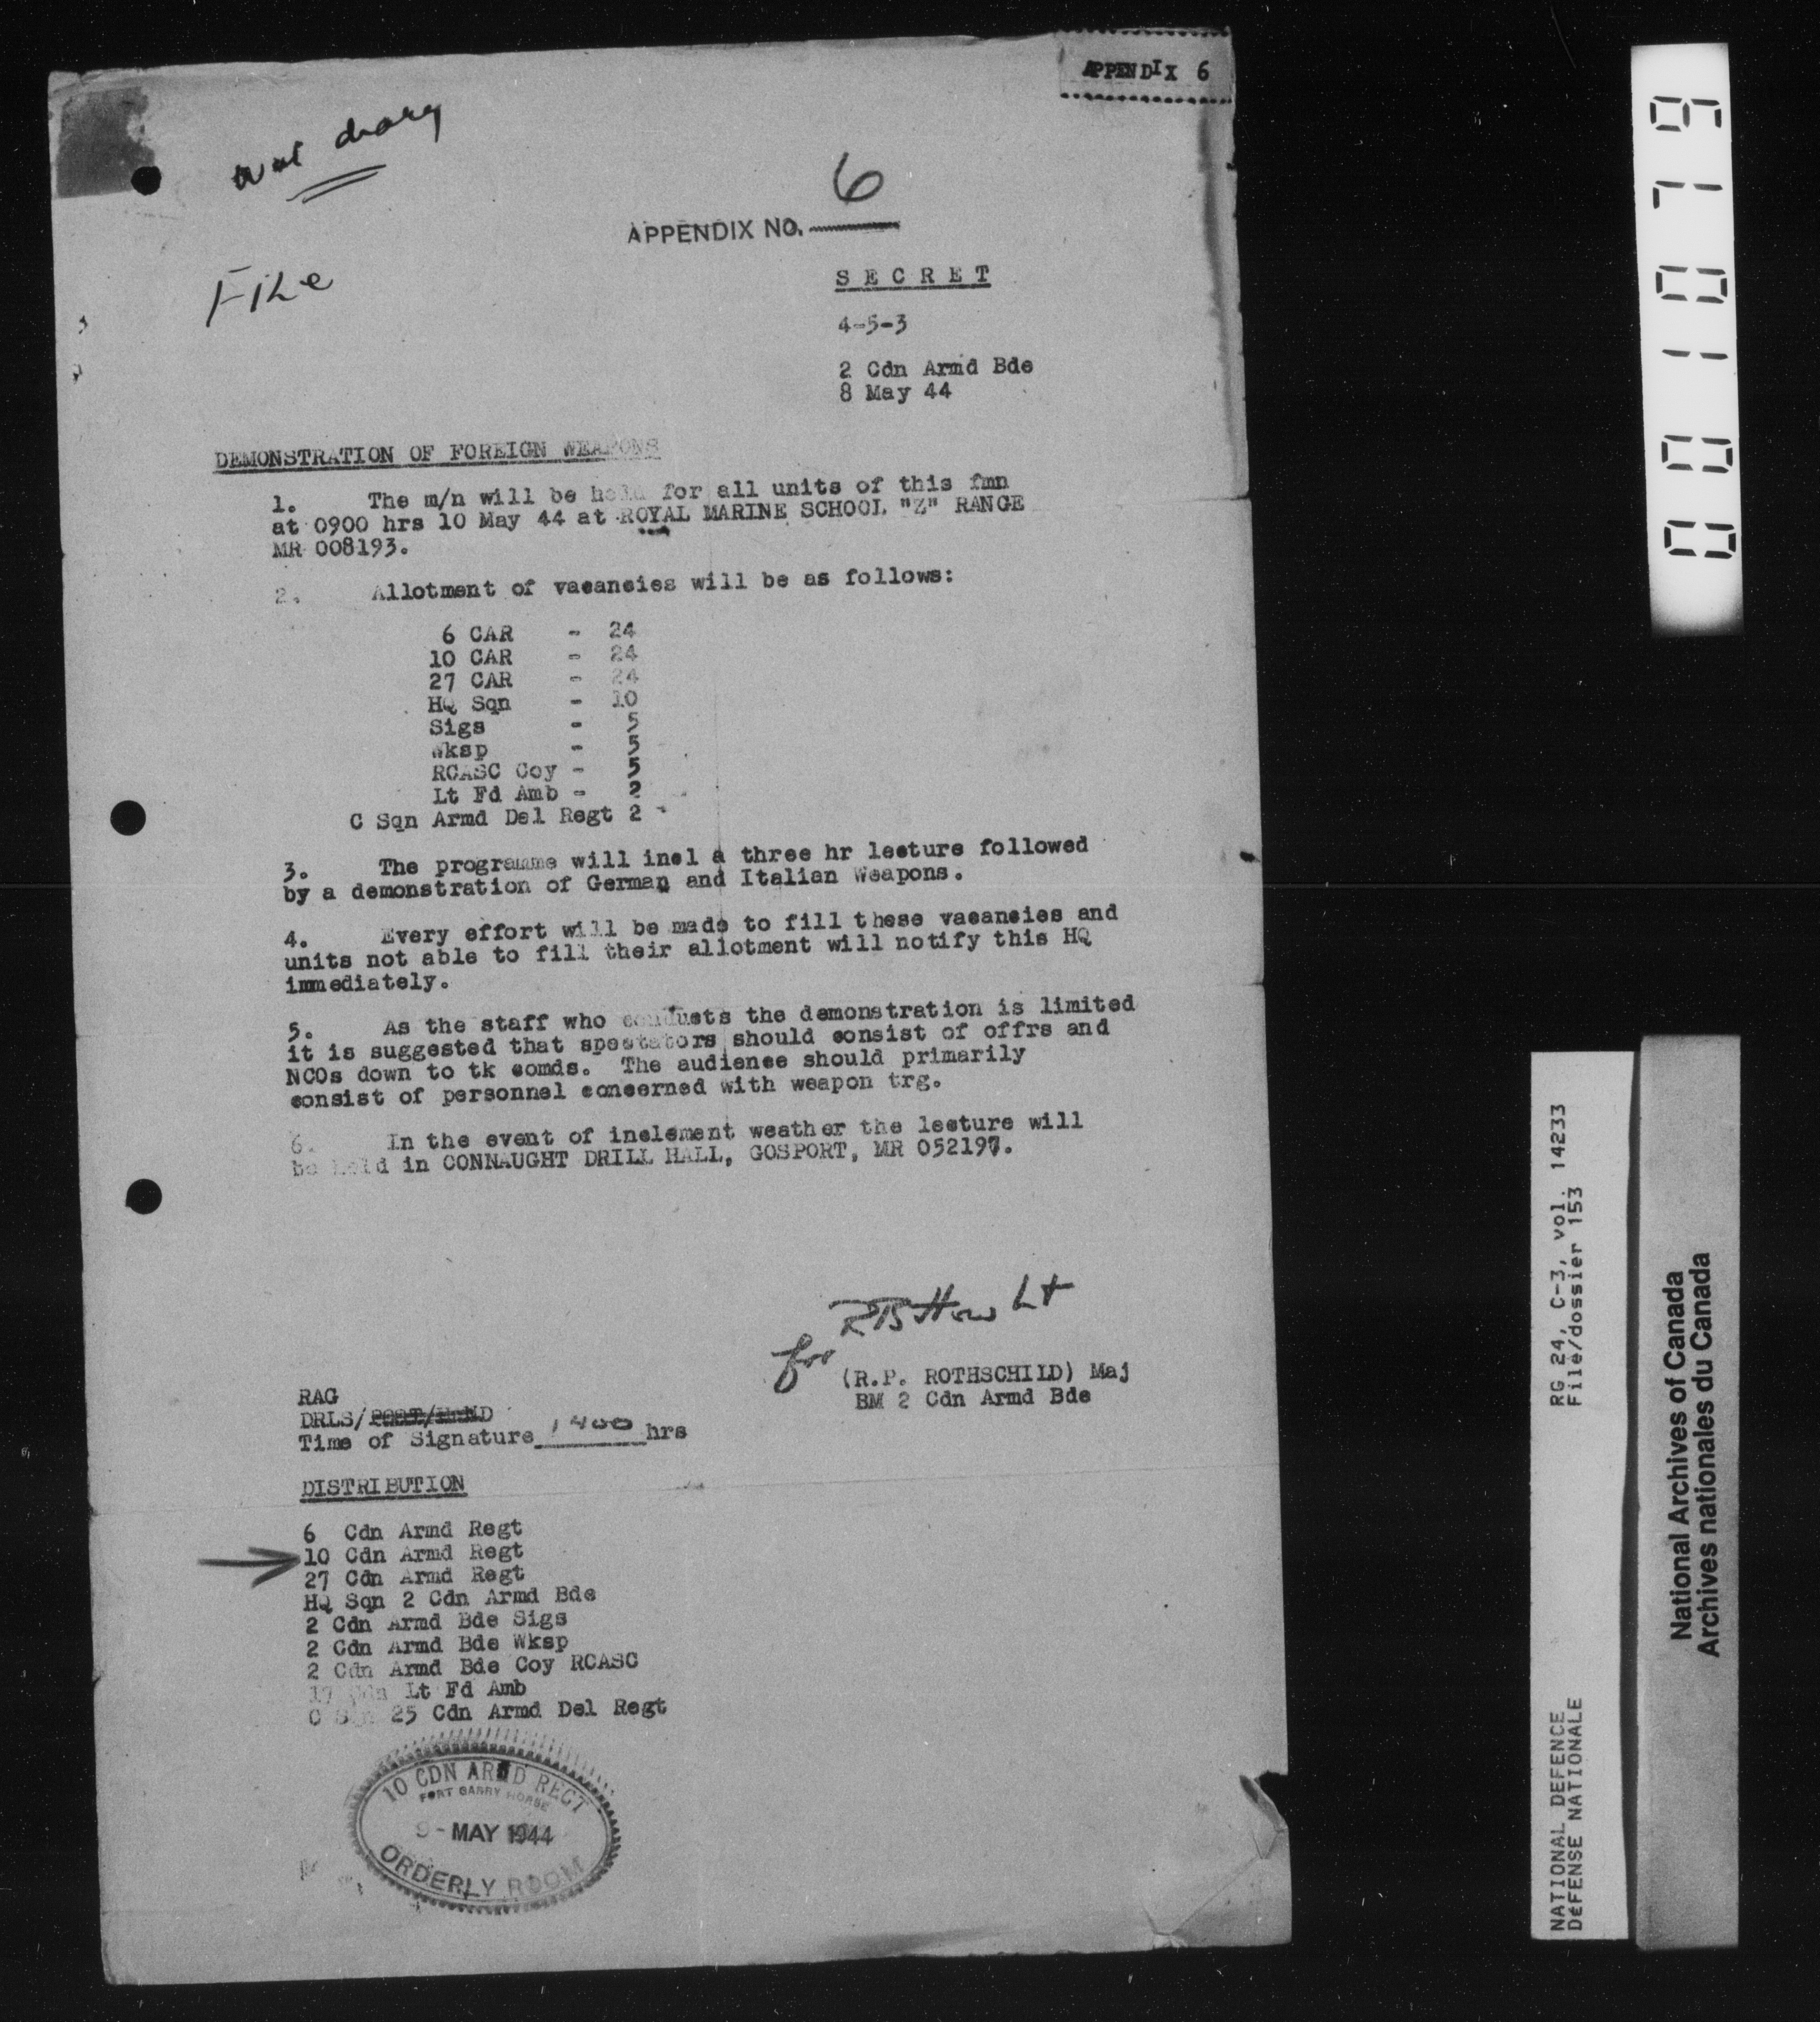 APPENDIX 6
War diary
6
APPENDIX NO.
File
SECRET
4-5-3
2 Cdn Armd Bde
8 May 44
DEMONSTRATION OF FOREIGN WEAPONS
1. The m/n will be held for all units of this fmn
at 0900 hrs 10 May 44 at ROYAL MARINE SCHOOL "Z" RANGE
MR 008193.
2. Allotment of vacancies will be as follows:
6 CAR - 24
10 CAR - 24
27 CAR - 24
HQ Sqn - 10
Sigs - 5
Wksp - 5
RCASC Coy - 5
Lt Fd Amb - 2
C Sqn Armd Del Regt 2 -
3. The programme will incl a three hr lecture followed
by a demonstration of German and Italian Weapons.
4. Every effort will be made to fill these vacancies and
units not able to fill their allotment will notify this HQ
immediately.
5. As the staff who conducts the demonstration is limited
it is suggested that spectators should consist of offrs and
NCOs down to tk comds. The audience should primarily
consist of personnel concerned with weapon trg.
6. In the event of inclement weather the lecture will
be held in CONNAUGHT DRILL HALL, GOSPORT, MR 052197.
RB How Lt
for
(R.P. ROTHSCHILD) Maj
BM 2 Cdn Armd Bde
RAG
DRLS/
Time of Signature 1400 hrs
DISTRIBUTION
6 Cdn Armd Regt
10 Cdn Armd Regt
27 Cdn Armd Regt
HQ Sqn 2 Cdn Armd Bde
2 Cdn Armd Bde Sigs
2 Cdn Armd Bde Wksp
2 Cdn Armd Bde Coy RCASC
17 Cdn Lt Fd Amb
C Sqn 25 Cdn Armd Del Regt
10 CDN ARMD REGT
FORT GARRY HORSE
9 - MAY 1944
ORDERLY ROOM
001079
RG 24, C-3, vol. 14233
File/dossier 153
NATIONAL DEFENCE
DéFENSE NATIONALE
National Archives of Canada
Archives nationales du Canada